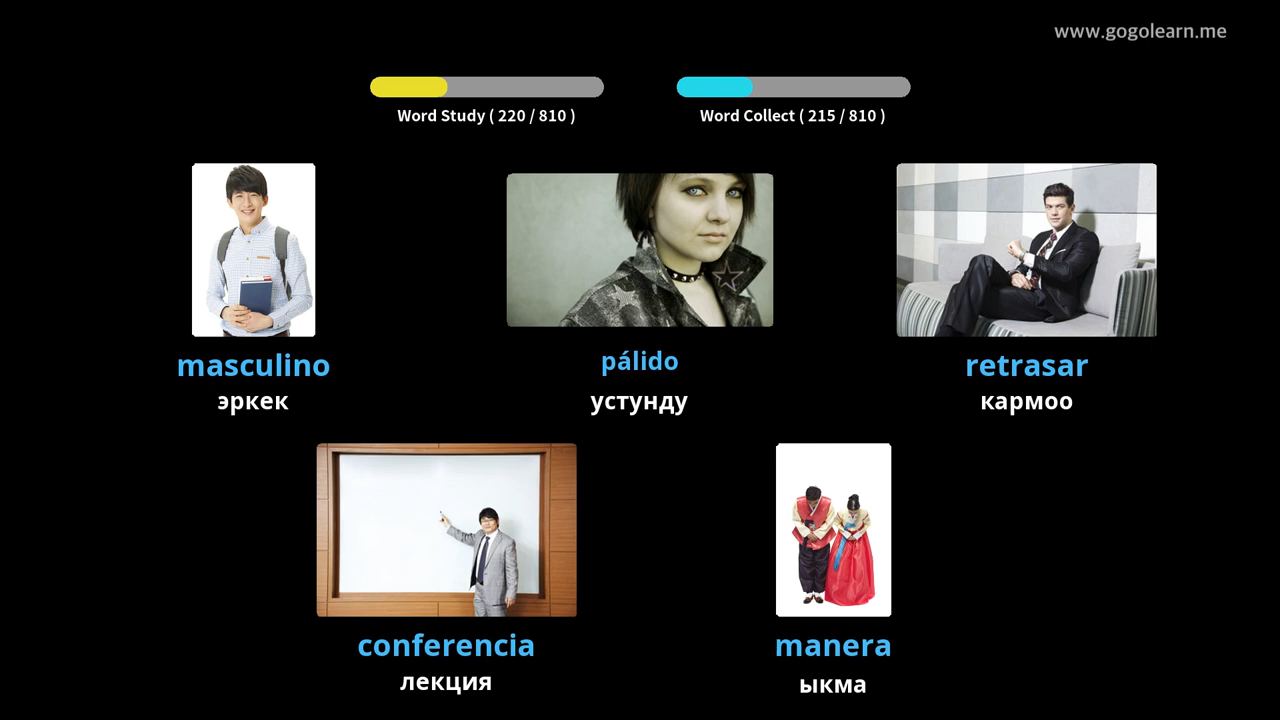 www.gogolearn.me
Word Study ( 220 / 810 )
Word Collect ( 215 / 810 )
masculino
эркек
pálido
устунду
retrasar
кармоо
conferencia
лекция
manera
ыкма